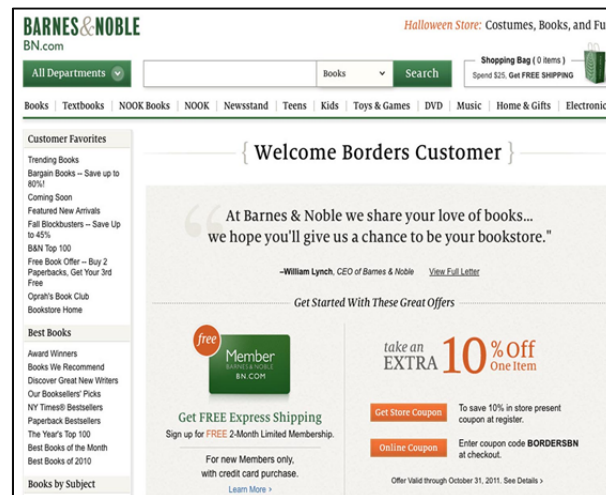 BARNES&NOBLE
BN.com
Halloween Store: Costumes, Books, and Fu
All Departments
Books
Search
Shopping Bag ( 0 items )
Spend $25, Get FREE SHIPPING
Books | Textbooks | NOOK Books | NOOK | Newsstand | Teens | Kids | Toys & Games | DVD | Music | Home & Gifts | Electronic
Customer Favorites
Trending Books
Bargain Books -- Save up to
80%!
Coming Soon
Featured New Arrivals
Fall Blockbusters -- Save Up
to 45%
B&N Top 100
Free Book Offer -- Buy 2
Paperbacks, Get Your 3rd
Free
Oprah's Book Club
Bookstore Home
Best Books
Award Winners
Books We Recommend
Discover Great New Writers
Our Booksellers' Picks
NY Times® Bestsellers
Paperback Bestsellers
The Year's Top 100
Best Books of the Month
Best Books of 2010
Books by Subject
{ Welcome Borders Customer }
“ At Barnes & Noble we share your love of books...
we hope you'll give us a chance to be your bookstore."
–William Lynch, CEO of Barnes & Noble View Full Letter
Get Started With These Great Offers
free
Member
BARNES&NOBLE
BN.COM
Get FREE Express Shipping
Sign up for FREE 2-Month Limited Membership.
For new Members only,
with credit card purchase.
Learn More >
take an
EXTRA 10 % Off
One Item
Get Store Coupon
To save 10% in store present
coupon at register.
Online Coupon
Enter coupon code BORDERSBN
at checkout.
Offer Valid through October 31, 2011. See Details >